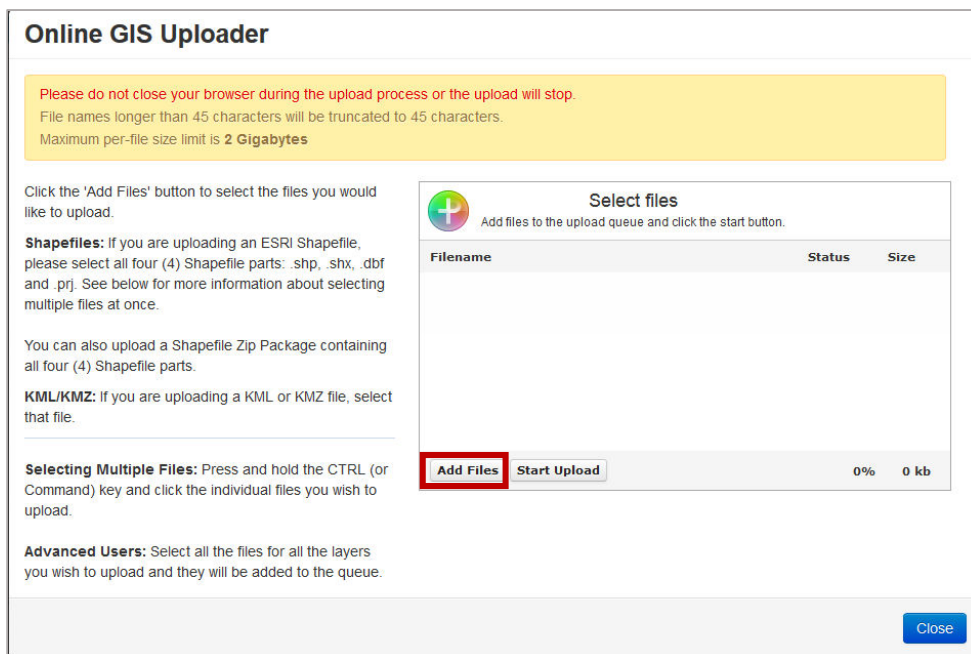 Online GIS Uploader
Please do not close your browser during the upload process or the upload will stop.
File names longer than 45 characters will be truncated to 45 characters.
Maximum per-file size limit is 2 Gigabytes
Click the 'Add Files' button to select the files you would
like to upload.
Shapefiles: If you are uploading an ESRI Shapefile,
please select all four (4) Shapefile parts: .shp, .shx, .dbf
and .prj. See below for more information about selecting
multiple files at once.
You can also upload a Shapefile Zip Package containing
all four (4) Shapefile parts.
KML/KMZ: If you are uploading a KML or KMZ file, select
that file.
Selecting Multiple Files: Press and hold the CTRL (or
Command) key and click the individual files you wish to
upload.
Advanced Users: Select all the files for all the layers
you wish to upload and they will be added to the queue.
Select files
Add files to the upload queue and click the start button.
Filename Status Size
Add Files Start Upload 0% 0 kb
Close